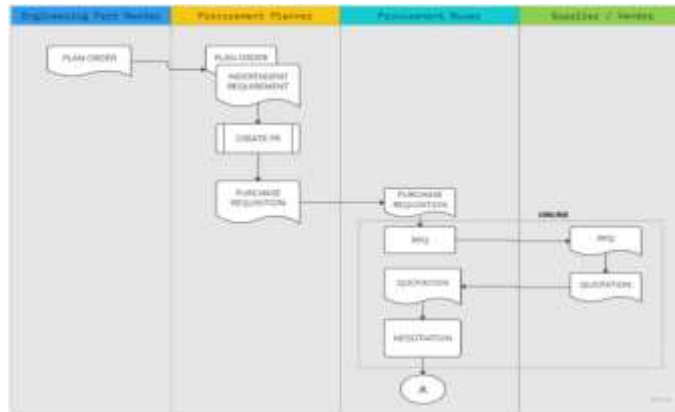 Engineering Part Number
Procurement Planner
Procurement Buyer
Supplier / Vendor
PLAN ORDER
PLAN ORDER
INDEPENDENT
REQUIREMENT
CREATE PR
PURCHASE
REQUISITION
PURCHASE
REQUISITION
ONLINE
RFQ
RFQ
QUOTATION
QUOTATION
NEGOTIATION
A